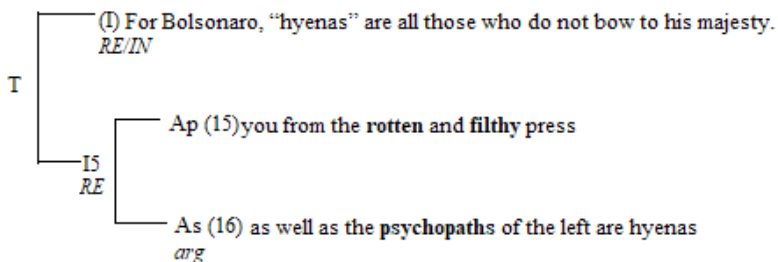 (I) For Bolsonaro, “hyenas” are all those who do not bow to his majesty.
RE/IN
T
Ap (15)you from the rotten and filthy press
I5
RE
As (16) as well as the psychopaths of the left are hyenas
arg